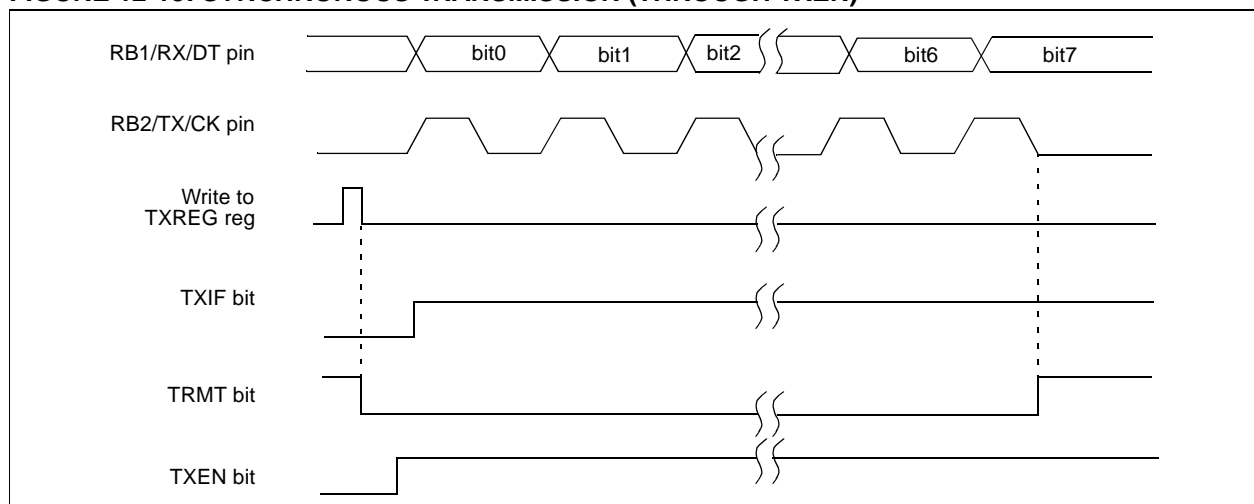 RB1/RX/DT pin
bit0 bit1 bit2 bit6 bit7
RB2/TX/CK pin
Write to
TXREG reg
TXIF bit
TRMT bit
TXEN bit